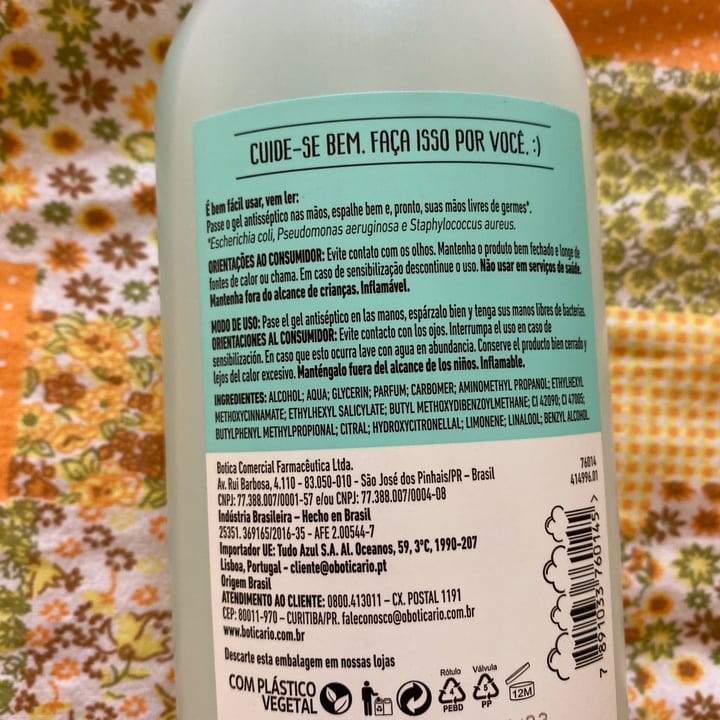 CUIDE-SE BEM. FAÇA ISSO POR VOCÊ. :)
É bem fácil usar, vem ler:
Passe o gel antisséptico nas mãos, espalhe bem e, pronto, suas mãos livres de germes*.
*Escherichia coli, Pseudomonas aeruginosa e Staphylococcus aureus.
ORIENTAÇÕES AO CONSUMIDOR: Evite contato com os olhos. Mantenha o produto bem fechado e longe de
fontes de calor ou chama. Em caso de sensibilização descontinue o uso. Não usar em serviços de saúde.
Mantenha fora do alcance de crianças. Inflamável.
MODO DE USO: Pase el gel antiséptico en las manos, espárzalo bien y tenga sus manos libres de bacterias.
ORIENTACIONES AL CONSUMIDOR: Evite contacto con los ojos. Interrumpa el uso en caso de
sensibilización. En caso que esto ocurra lave con agua en abundancia. Conserve el producto bien cerrado y
lejos del calor excesivo. Manténgalo fuera del alcance de los niños. Inflamable.
INGREDIENTES: ALCOHOL; AQUA; GLYCERIN; PARFUM; CARBOMER; AMINOMETHYL PROPANOL; ETHYLHEXYL
METHOXYCINNAMATE; ETHYLHEXYL SALICYLATE; BUTYL METHOXYDIBENZOYLMETHANE; CI 42090; CI 47005;
BUTYLPHENYL METHYLPROPIONAL; CITRAL; HYDROXYCITRONELLAL; LIMONENE; LINALOOL; BENZYL ALCOHOL.
Botica Comercial Farmacêutica Ltda.
Av. Rui Barbosa, 4.110 - 83.050-010 - São José dos Pinhais/PR - Brasil
CNPJ: 77.388.007/0001-57 e/ou CNPJ: 77.388.007/0004-08
Indústria Brasileira - Hecho en Brasil
25351.369165/2016-35 - AFE 2.00544-7
Importador UE: Tudo Azul S.A. Al. Oceanos, 59, 3ºC, 1990-207
Lisboa, Portugal - cliente@oboticario.pt
Origem Brasil
ATENDIMENTO AO CLIENTE: 0800.413011 - CX. POSTAL 1191
CEP: 80011-970 - CURITIBA/PR. faleconosco@oboticario.com.br
www.boticario.com.br
Descarte esta embalagem em nossas lojas
COM PLÁSTICO
VEGETAL
Rótulo
PEBD
Válvula
5
PP
12M
76014
414996.01
7 891033 760145 >